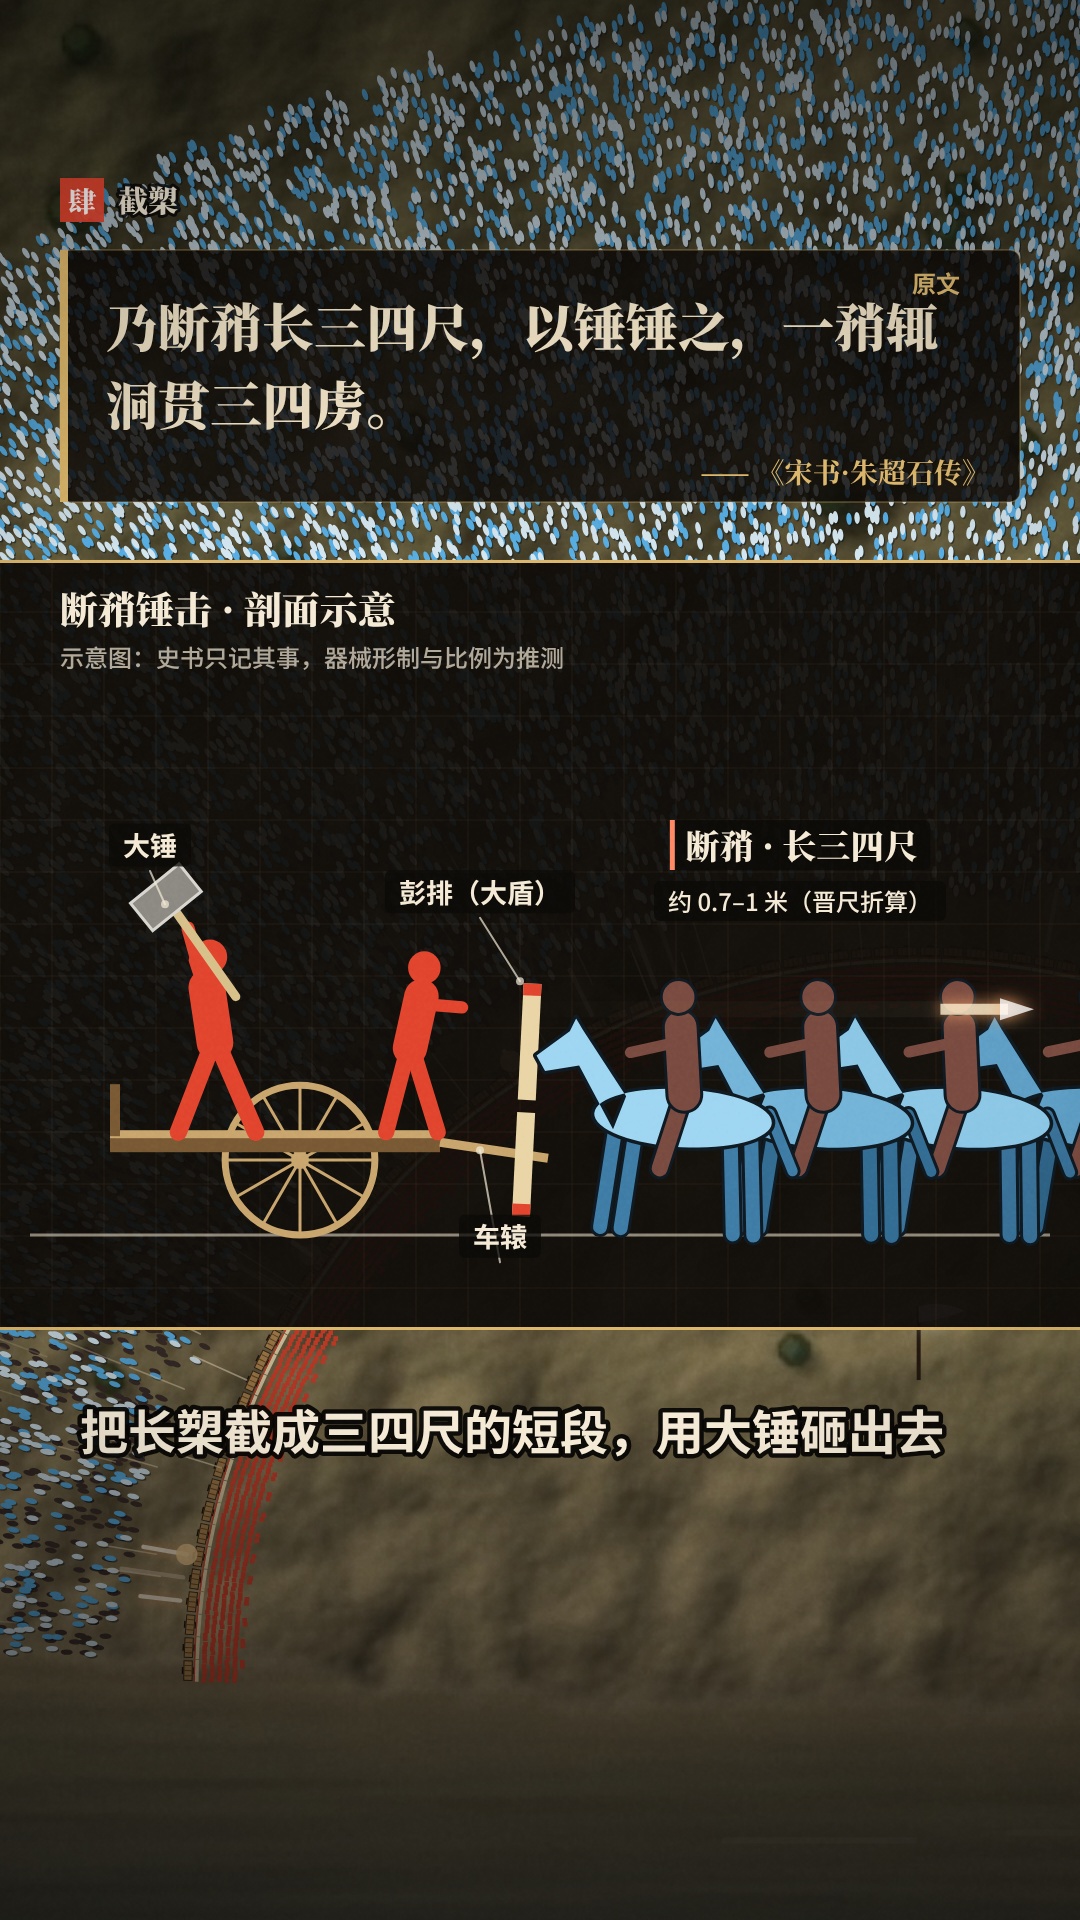 肆 截槊
原文
乃断矟长三四尺，以锤锤之，一矟辄
洞贯三四虏。
——《宋书·朱超石传》
断矟锤击·剖面示意
示意图：史书只记其事，器械形制与比例为推测
大锤
彭排（大盾）
断矟·长三四尺
约 0.7–1 米（晋尺折算）
车辕
把长槊截成三四尺的短段，用大锤砸出去